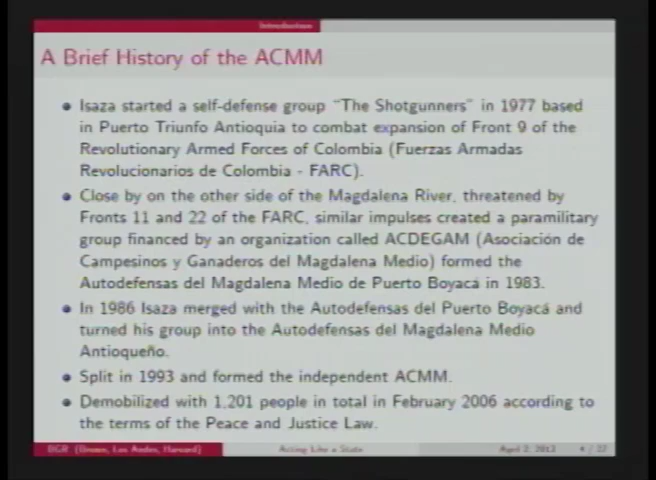 Introduction
A Brief History of the ACMM
Isaza started a self-defense group "The Shotgunners" in 1977 based
in Puerto Triunfo Antioquia to combat expansion of Front 9 of the
Revolutionary Armed Forces of Colombia (Fuerzas Armadas
Revolucionarios de Colombia - FARC).
Close by on the other side of the Magdalena River, threatened by
Fronts 11 and 22 of the FARC, similar impulses created a paramilitary
group financed by an organization called ACDEGAM (Asociación de
Campesinos y Ganaderos del Magdalena Medio) formed the
Autodefensas del Magdalena Medio de Puerto Boyacá in 1983.
In 1986 Isaza merged with the Autodefensas del Puerto Boyacá and
turned his group into the Autodefensas del Magdalena Medio
Antioqueño.
Split in 1993 and formed the independent ACMM.
Demobilized with 1,201 people in total in February 2006 according to
the terms of the Peace and Justice Law.
(Brown, Los Andes, Harvard) Acting Like a State April 2, 2013